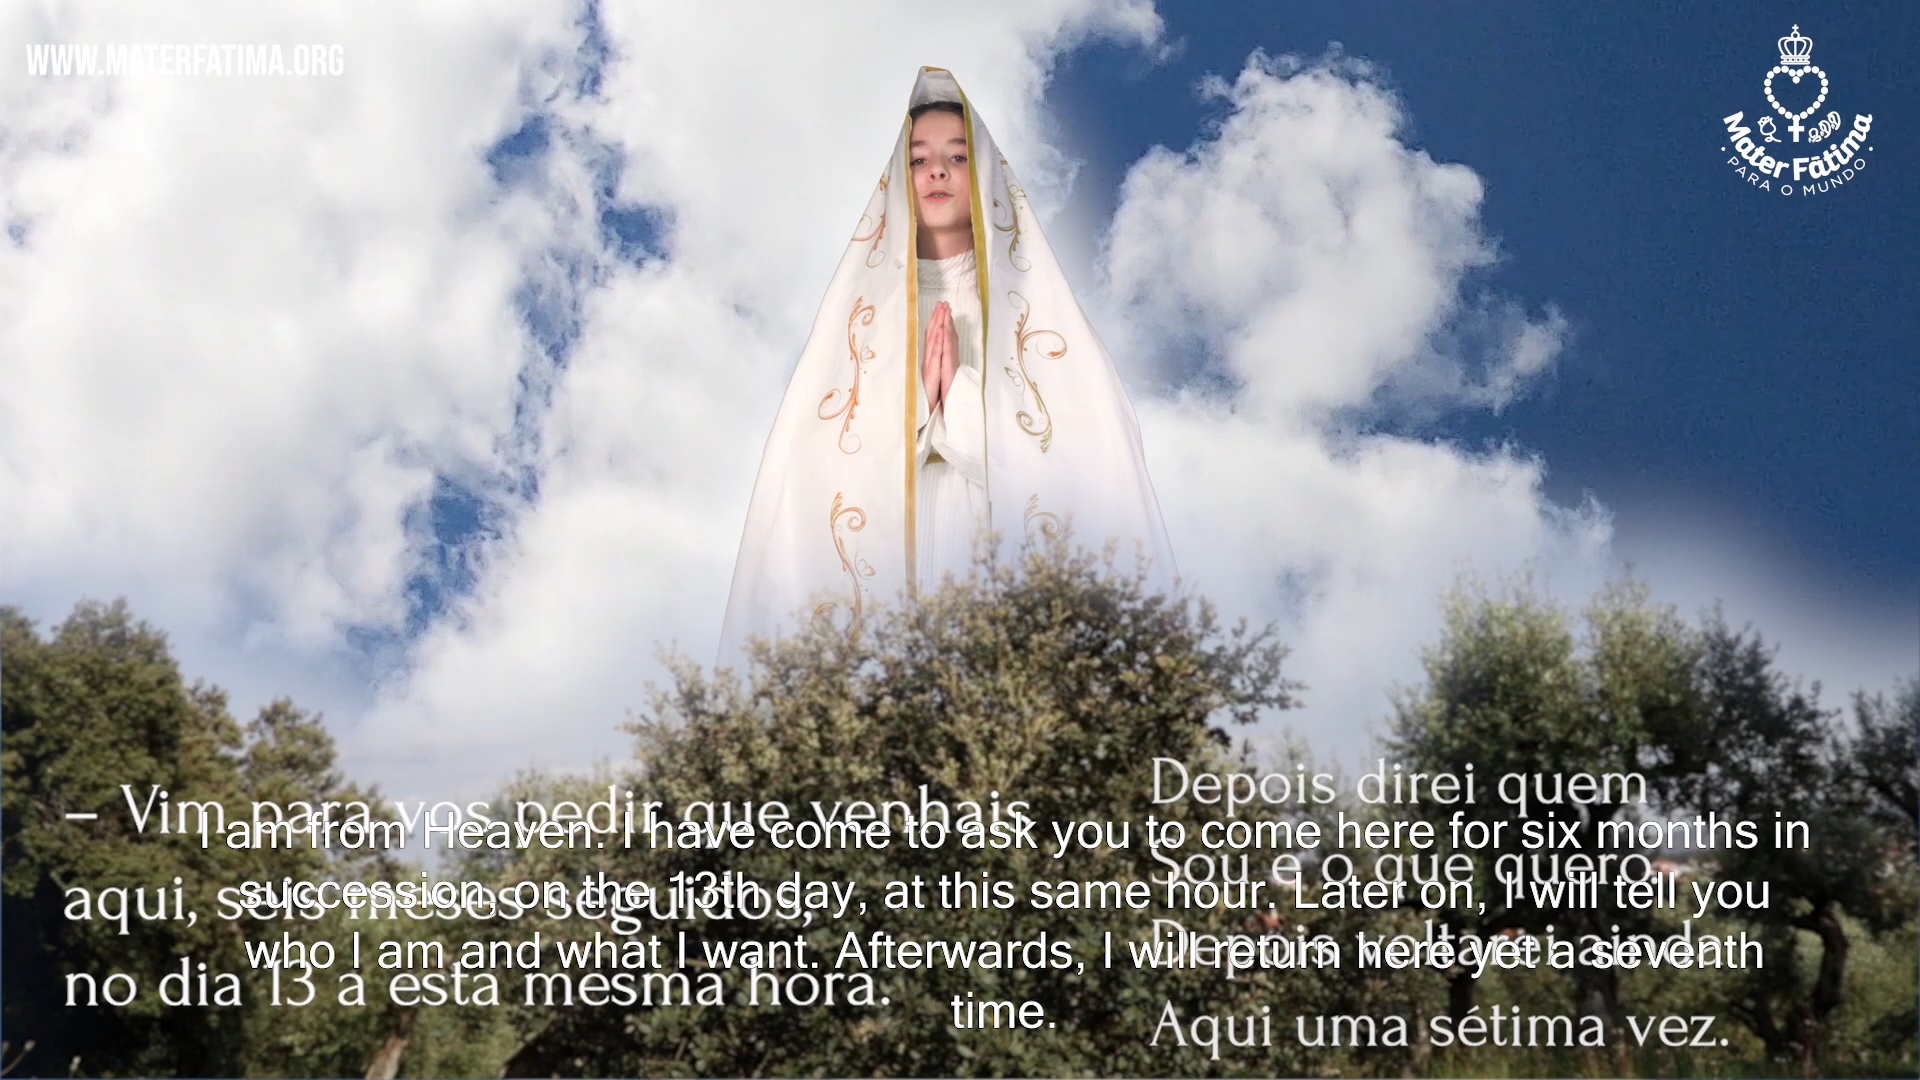 WWW.MATERFATIMA.ORG
Mater Fátima
· PARA O MUNDO ·
– Vim para vos pedir que venhais
aqui, seis meses seguidos,
no dia 13 a esta mesma hora.
Depois direi quem
Sou e o que quero.
Depois voltarei ainda
Aqui uma sétima vez.
I am from Heaven. I have come to ask you to come here for six months in
succession, on the 13th day, at this same hour. Later on, I will tell you
who I am and what I want. Afterwards, I will return here yet a seventh
time.